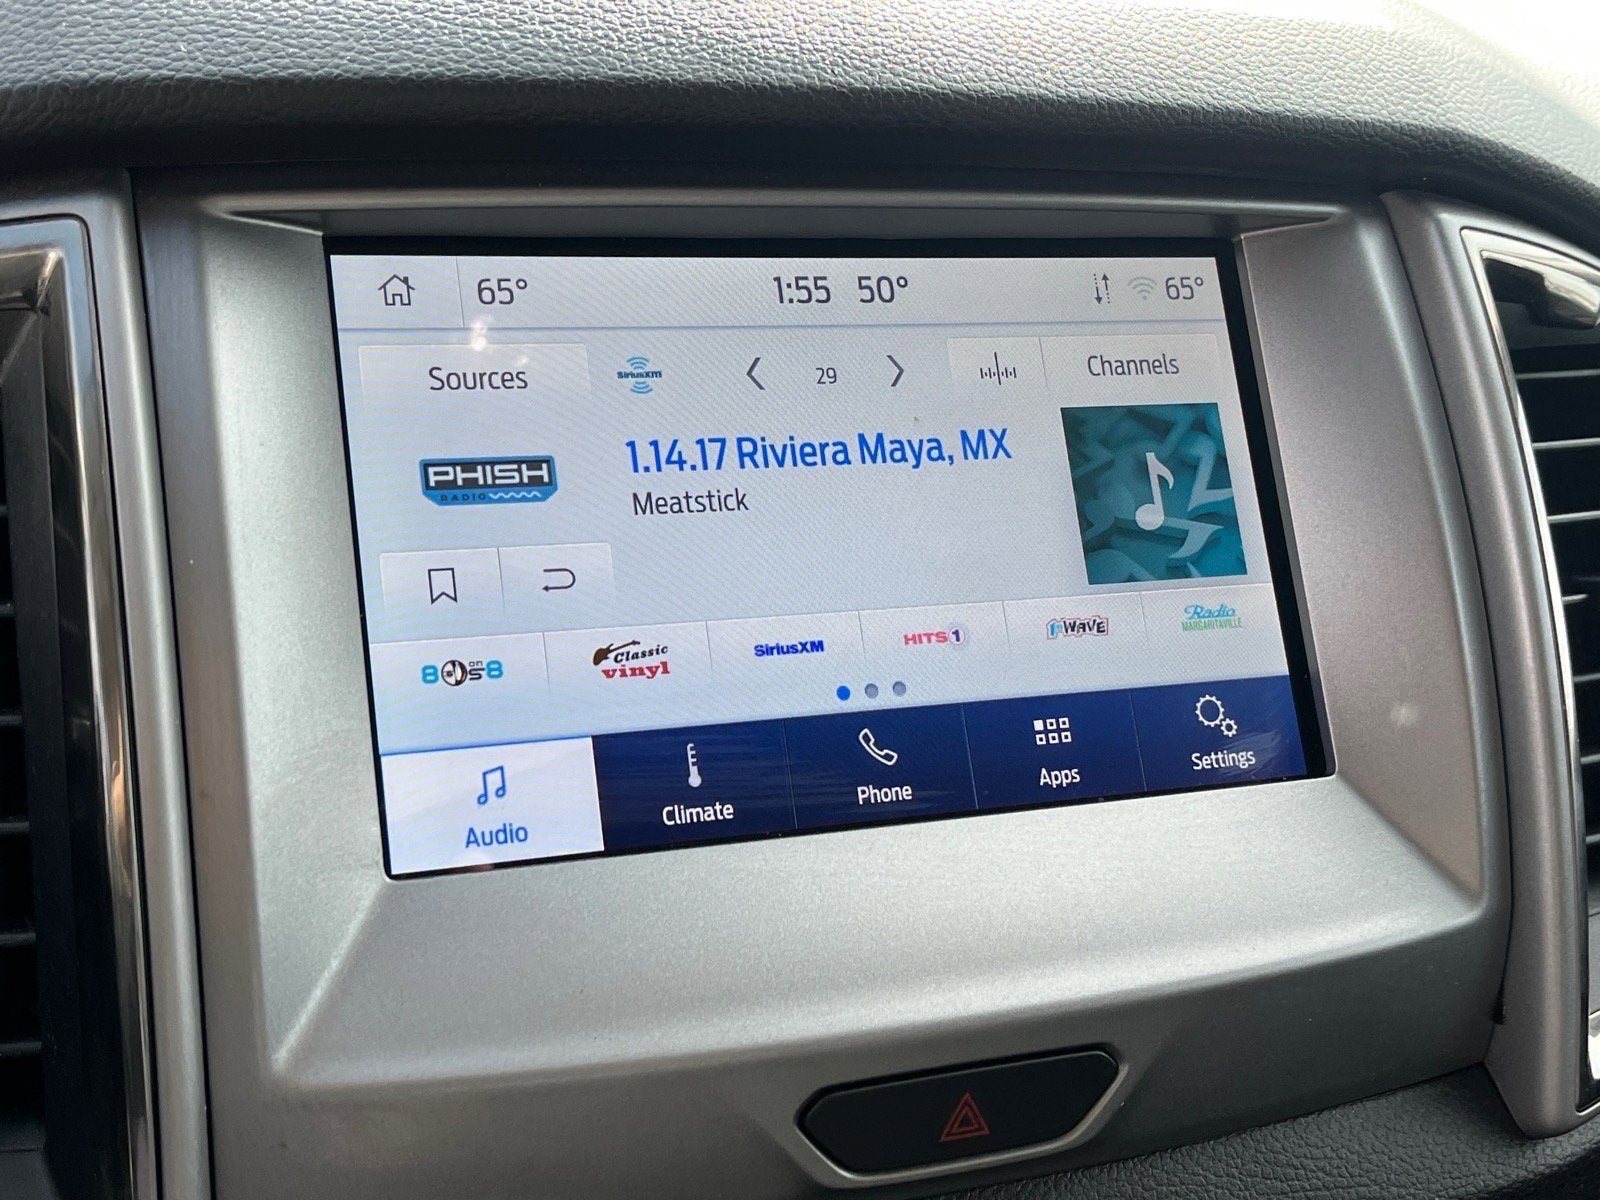 65°
1:55 50°
65°
Sources
SiriusXM
29
Channels
PHISH
RADIO
1.14.17 Riviera Maya, MX
Meatstick
80s on 8
Classic
vinyl
SiriusXM
HITS 1
1st WAVE
Radio
MARGARITAVILLE
Audio
Climate
Phone
Apps
Settings